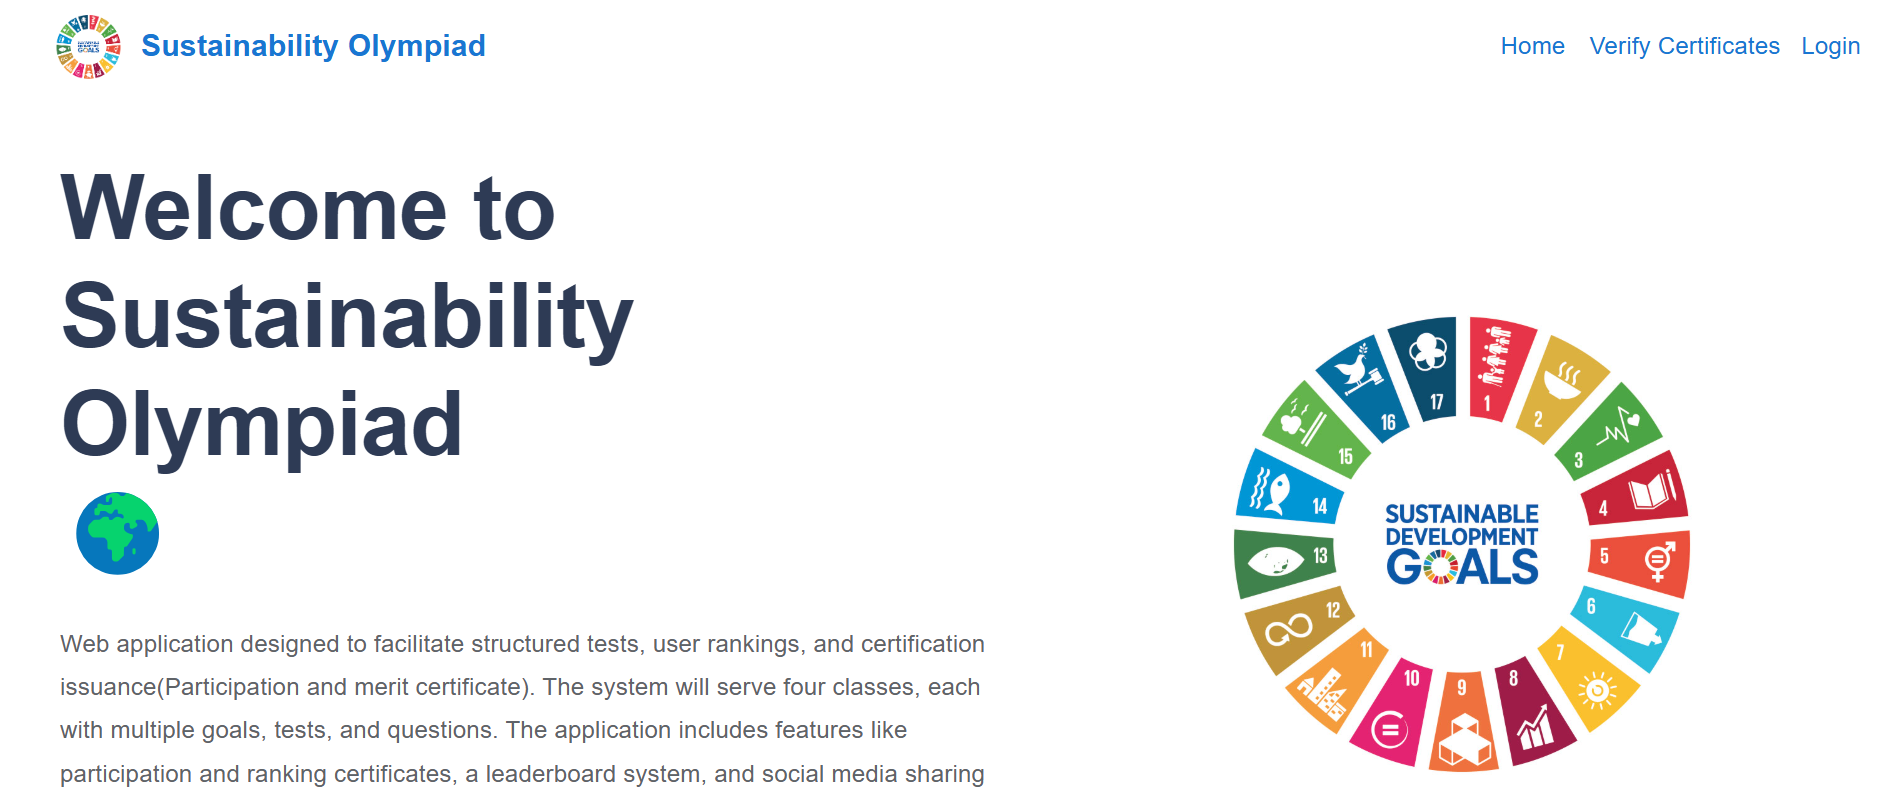 Sustainability Olympiad
Home Verify Certificates Login
Welcome to
Sustainability
Olympiad
Web application designed to facilitate structured tests, user rankings, and certification
issuance(Participation and merit certificate). The system will serve four classes, each
with multiple goals, tests, and questions. The application includes features like
participation and ranking certificates, a leaderboard system, and social media sharing
SUSTAINABLE
DEVELOPMENT
GOALS
1
2
3
4
5
6
7
8
9
10
11
12
13
14
15
16
17